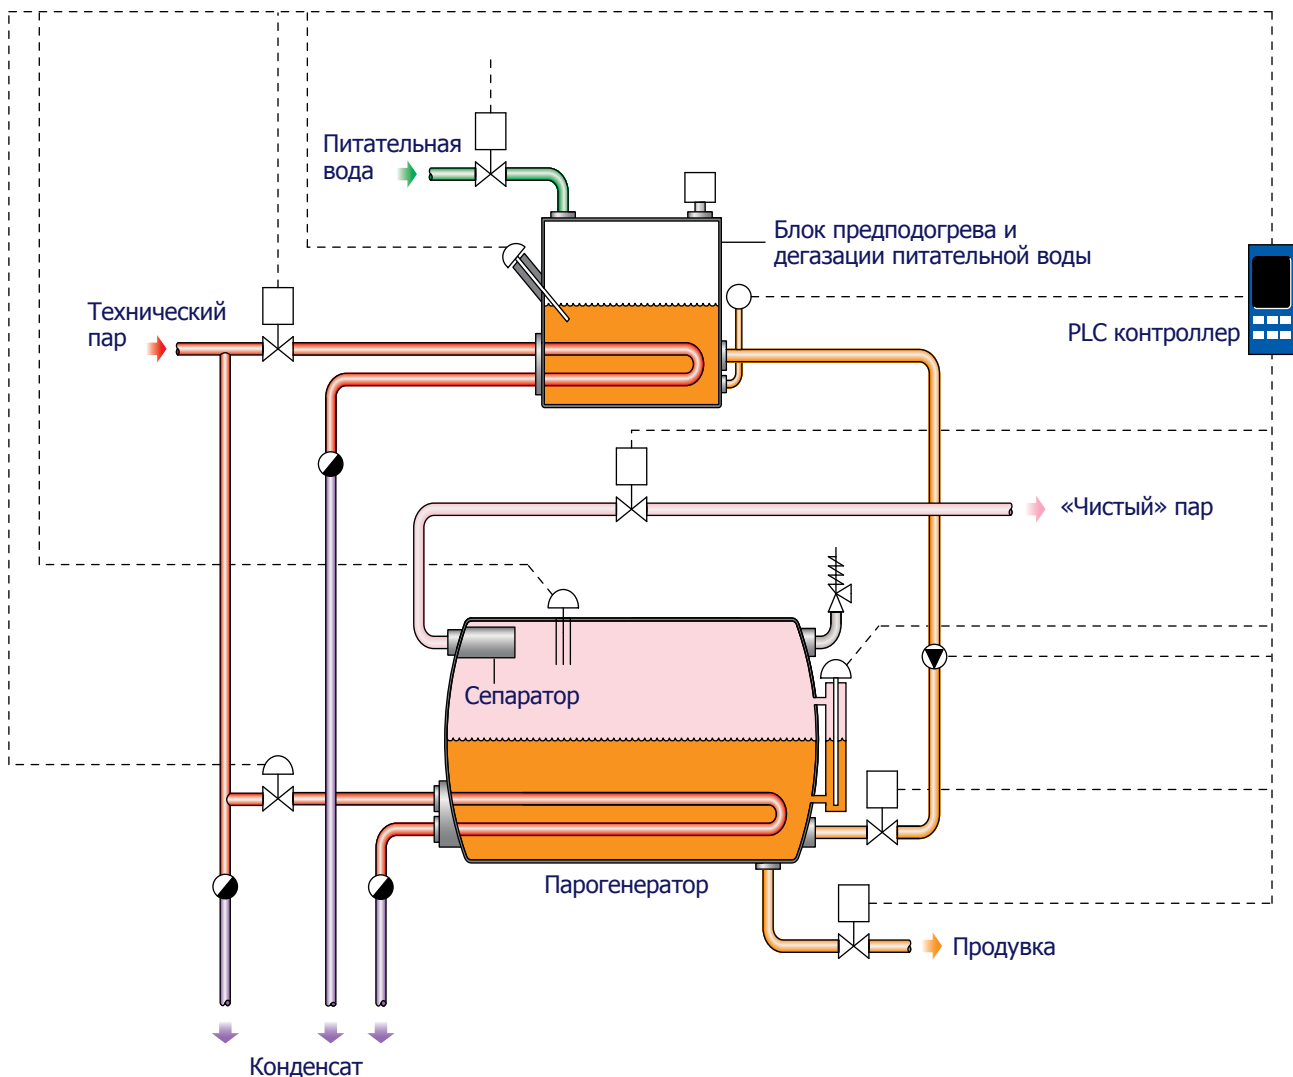 Питательная
вода
Блок предподогрева и
дегазации питательной воды
Технический
пар
PLC контроллер
«Чистый» пар
Сепаратор
Парогенератор
Продувка
Конденсат